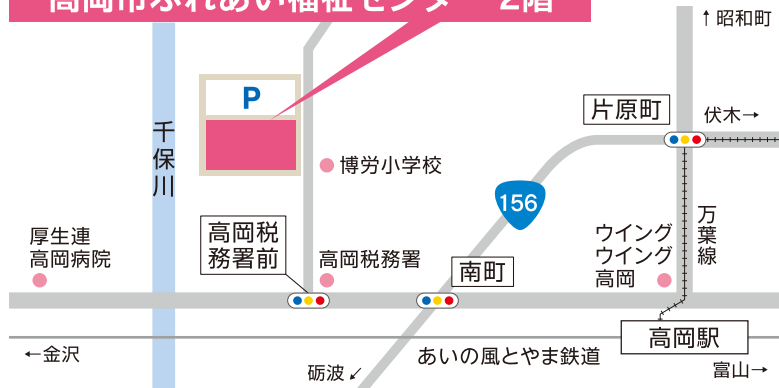 高岡市ふれあい福祉センター 2階
↑昭和町
P
片原町
伏木→
千保川
博労小学校
156
万葉線
厚生連
高岡病院
高岡税
務署前
高岡税務署
南町
ウイング
ウイング
高岡
高岡駅
←金沢
あいの風とやま鉄道
砺波↙
富山→